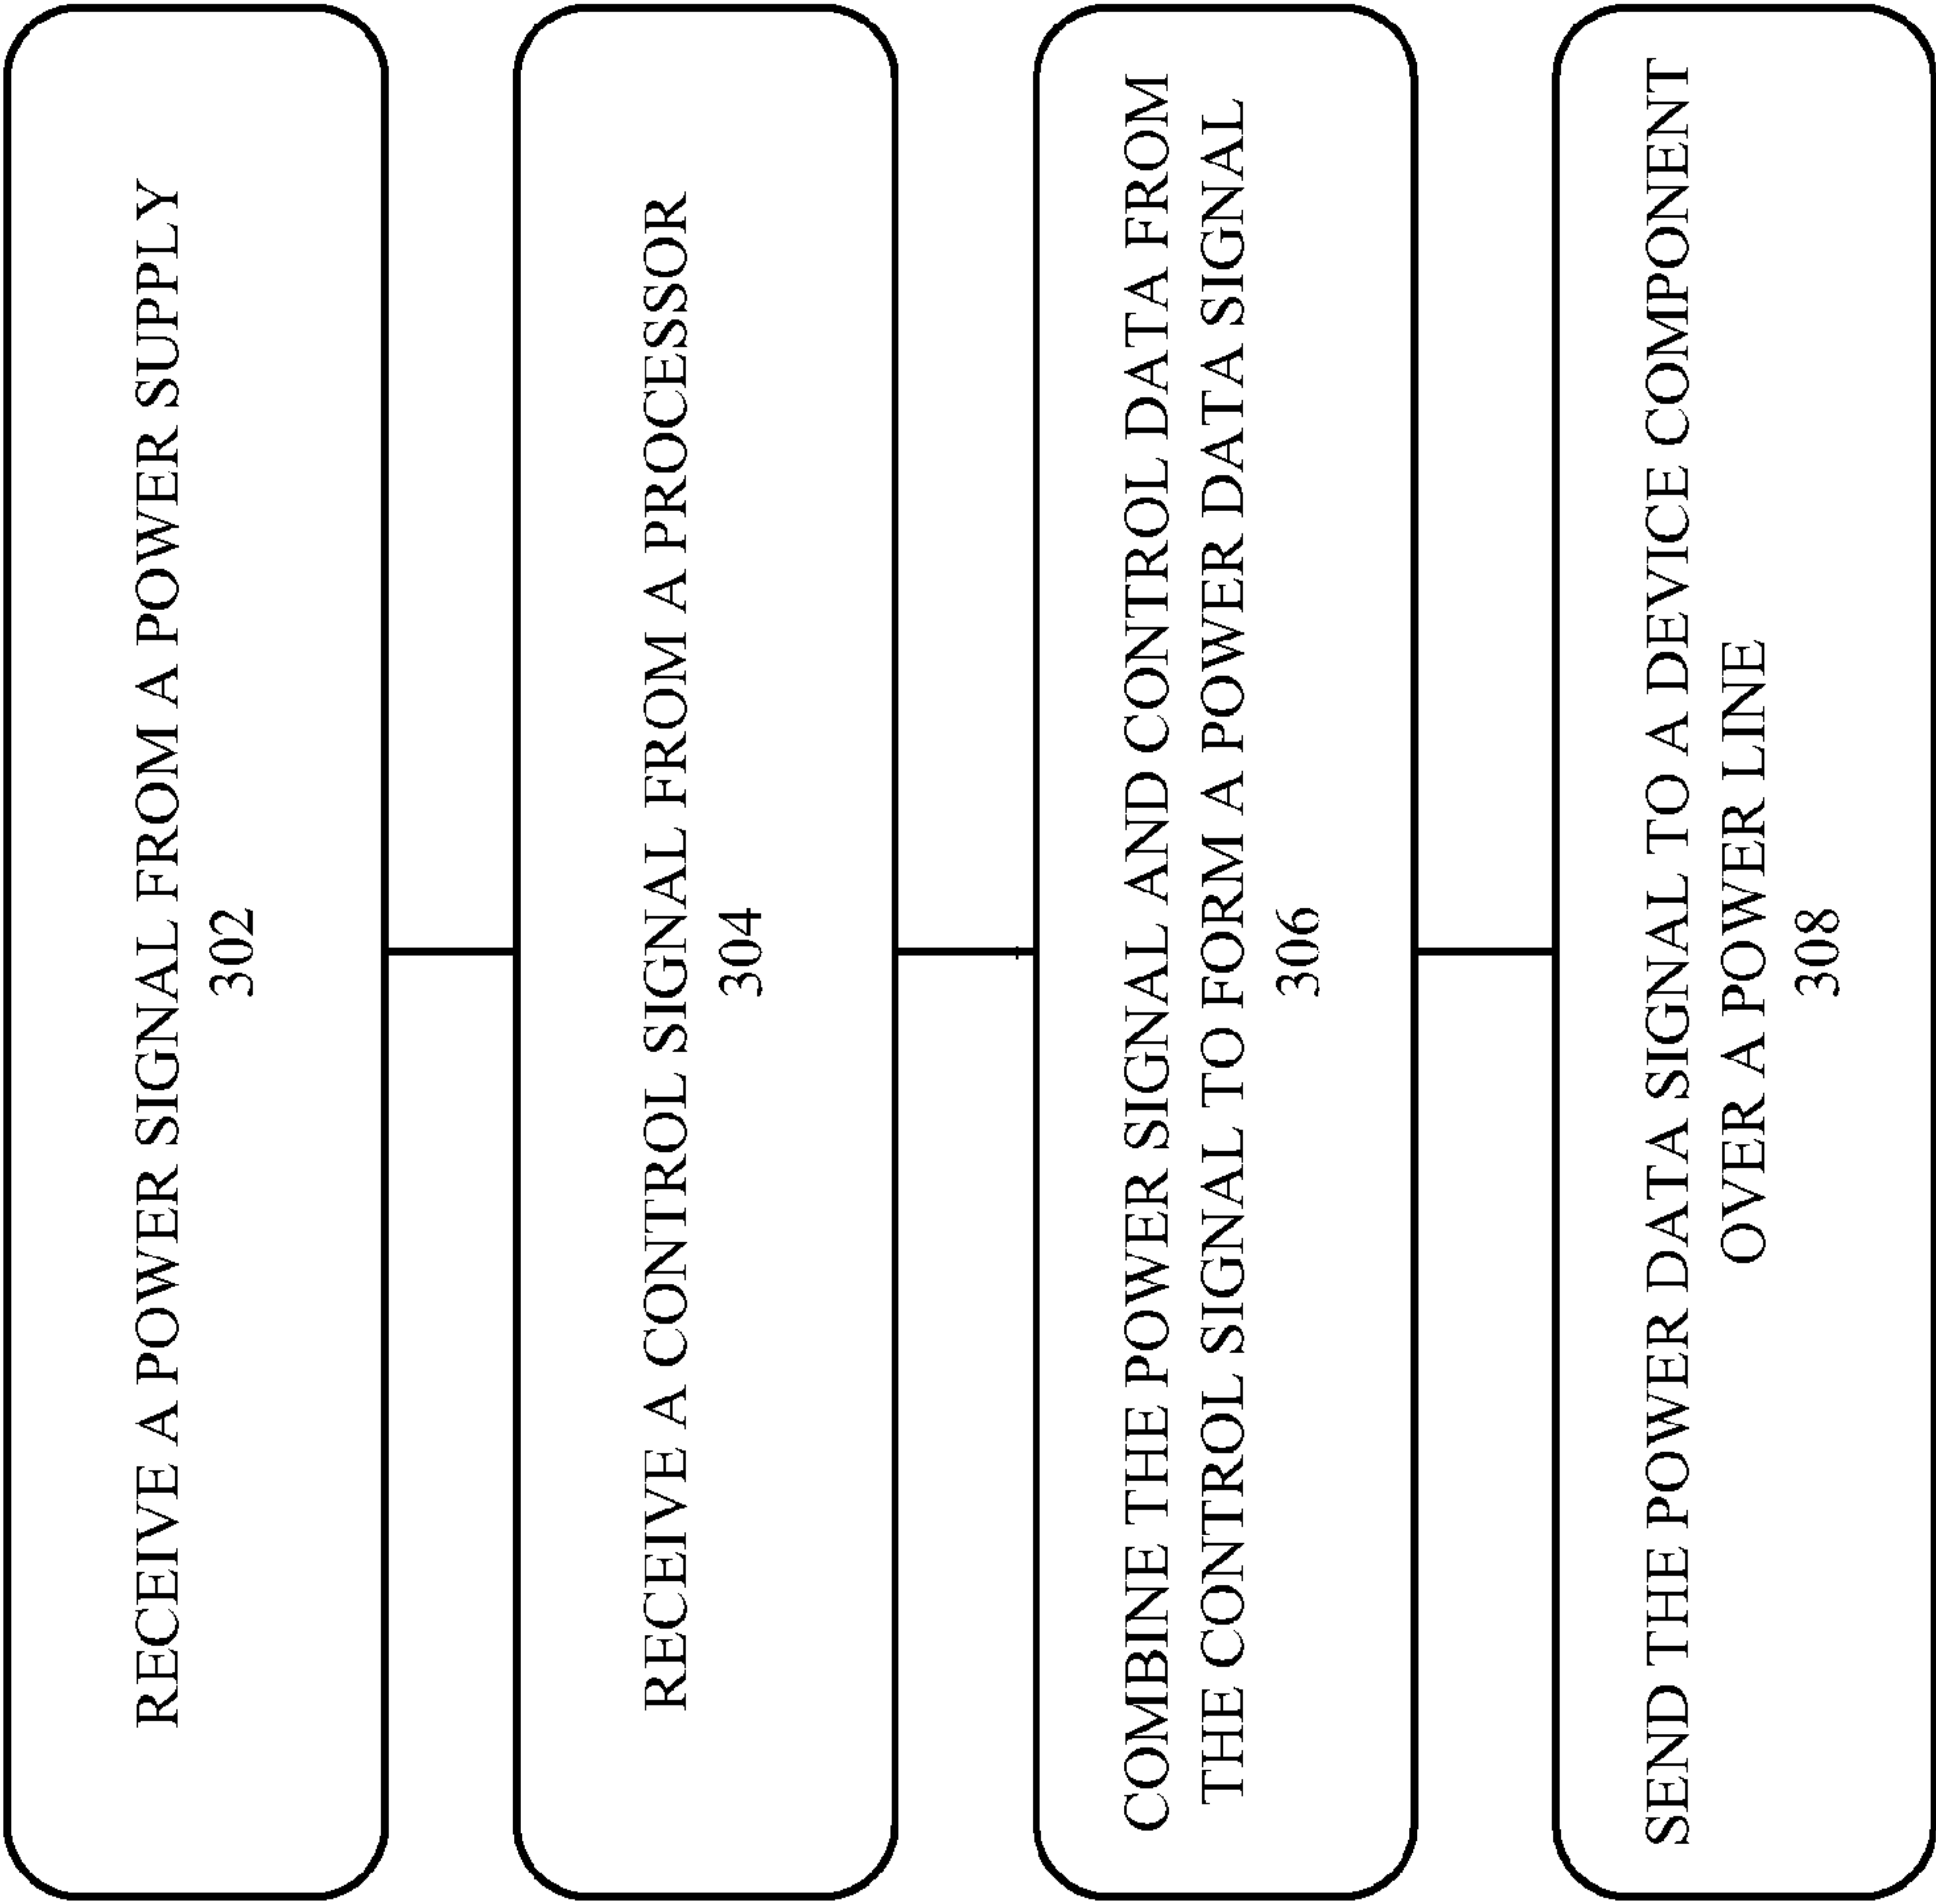 RECEIVE A POWER SIGNAL FROM A POWER SUPPLY
302
RECEIVE A CONTROL SIGNAL FROM A PROCESSOR
304
COMBINE THE POWER SIGNAL AND CONTROL DATA FROM
THE CONTROL SIGNAL TO FORM A POWER DATA SIGNAL
306
SEND THE POWER DATA SIGNAL TO A DEVICE COMPONENT
OVER A POWER LINE
308